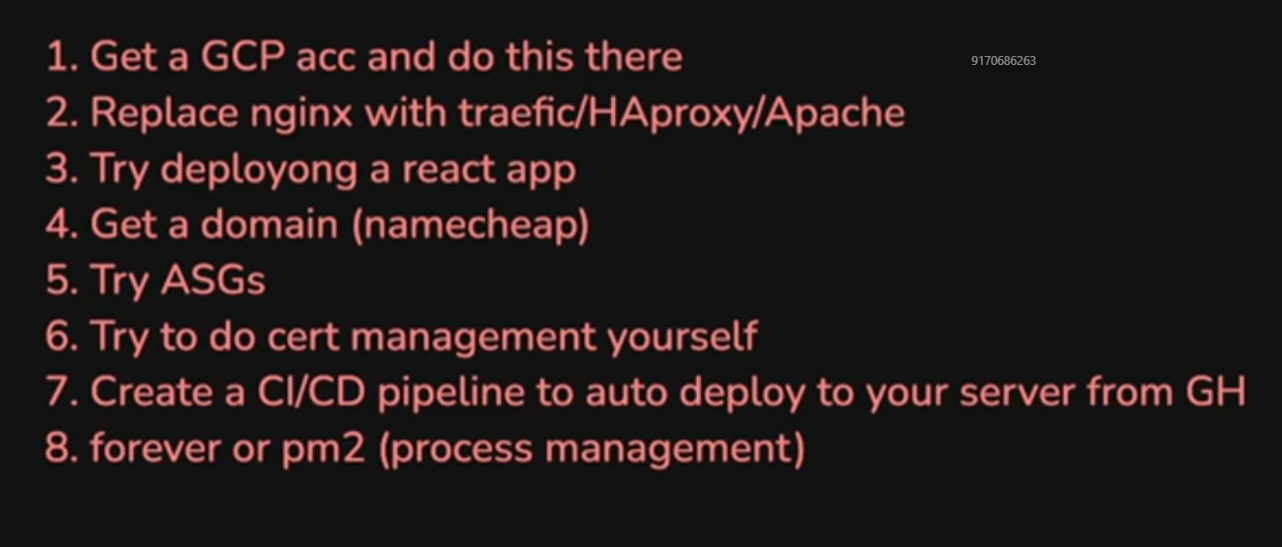 1. Get a GCP acc and do this there
9170686263
2. Replace nginx with traefic/HAproxy/Apache
3. Try deployong a react app
4. Get a domain (namecheap)
5. Try ASGs
6. Try to do cert management yourself
7. Create a CI/CD pipeline to auto deploy to your server from GH
8. forever or pm2 (process management)